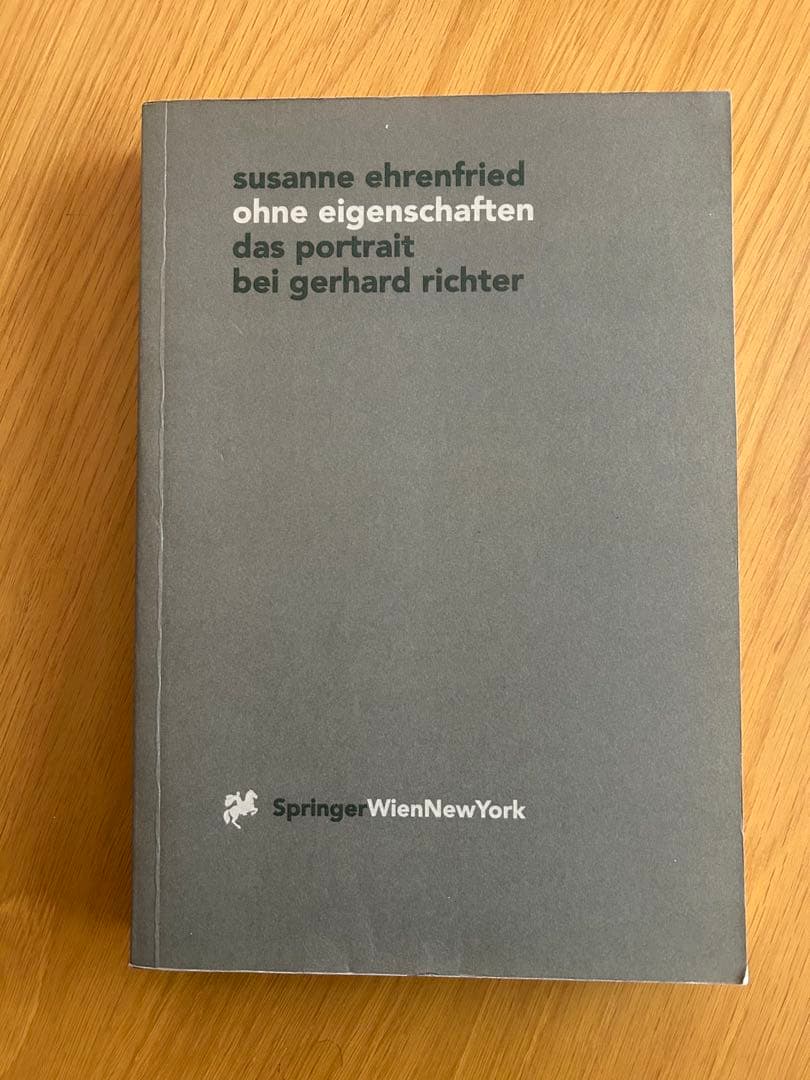 susanne ehrenfried
ohne eigenschaften
das portrait
bei gerhard richter
SpringerWienNewYork